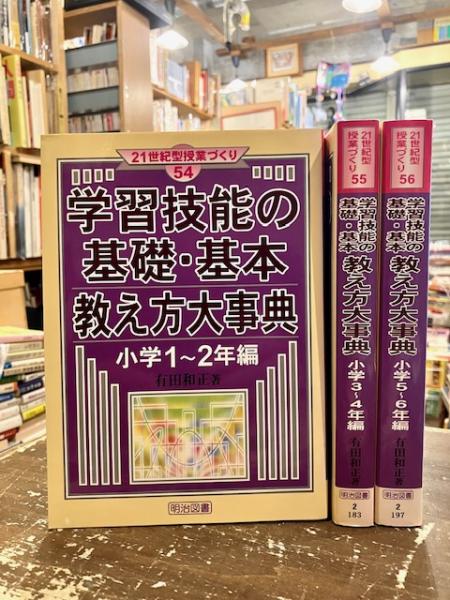 21世紀型授業づくり
54
学習技能の
基礎・基本
教え方大事典
小学1～2年編
有田和正著
明治図書
21世紀型
授業づくり
55
学習技能の
基礎・基本
教え方大事典
小学3～4年編
有田和正著
明治図書
2
183
21世紀型
授業づくり
56
学習技能の
基礎・基本
教え方大事典
小学5～6年編
有田和正著
明治図書
2
197